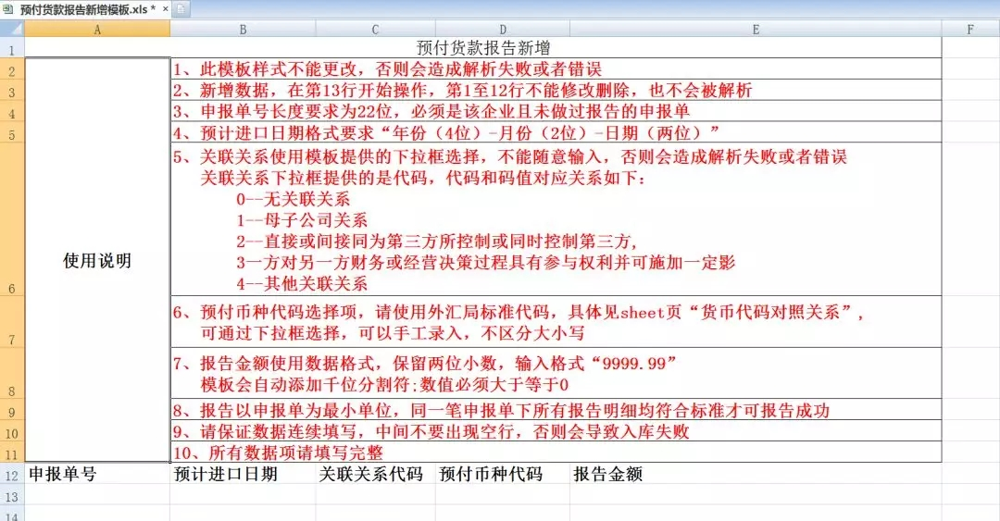 预付货款报告新增模板.xls *
A B C D E F
1 预付货款报告新增
使用说明
2 1、此模板样式不能更改，否则会造成解析失败或者错误
3 2、新增数据，在第13行开始操作，第1至12行不能修改删除，也不会被解析
4 3、申报单号长度要求为22位，必须是该企业且未做过报告的申报单
5 4、预计进口日期格式要求“年份（4位）-月份（2位）-日期（两位）”
6 5、关联关系使用模板提供的下拉框选择，不能随意输入，否则会造成解析失败或者错误
关联关系下拉框提供的是代码，代码和码值对应关系如下：
0--无关联关系
1--母子公司关系
2--直接或间接同为第三方所控制或同时控制第三方,
3一方对另一方财务或经营决策过程具有参与权利并可施加一定影
4--其他关联关系
7 6、预付币种代码选择项，请使用外汇局标准代码，具体见sheet页“货币代码对照关系”,
可通过下拉框选择，可以手工录入，不区分大小写
8 7、报告金额使用数据格式，保留两位小数，输入格式“9999.99”
模板会自动添加千位分割符;数值必须大于等于0
9 8、报告以申报单为最小单位，同一笔申报单下所有报告明细均符合标准才可报告成功
10 9、请保证数据连续填写，中间不要出现空行，否则会导致入库失败
11 10、所有数据项请填写完整
12 申报单号 预计进口日期 关联关系代码 预付币种代码 报告金额
13
14